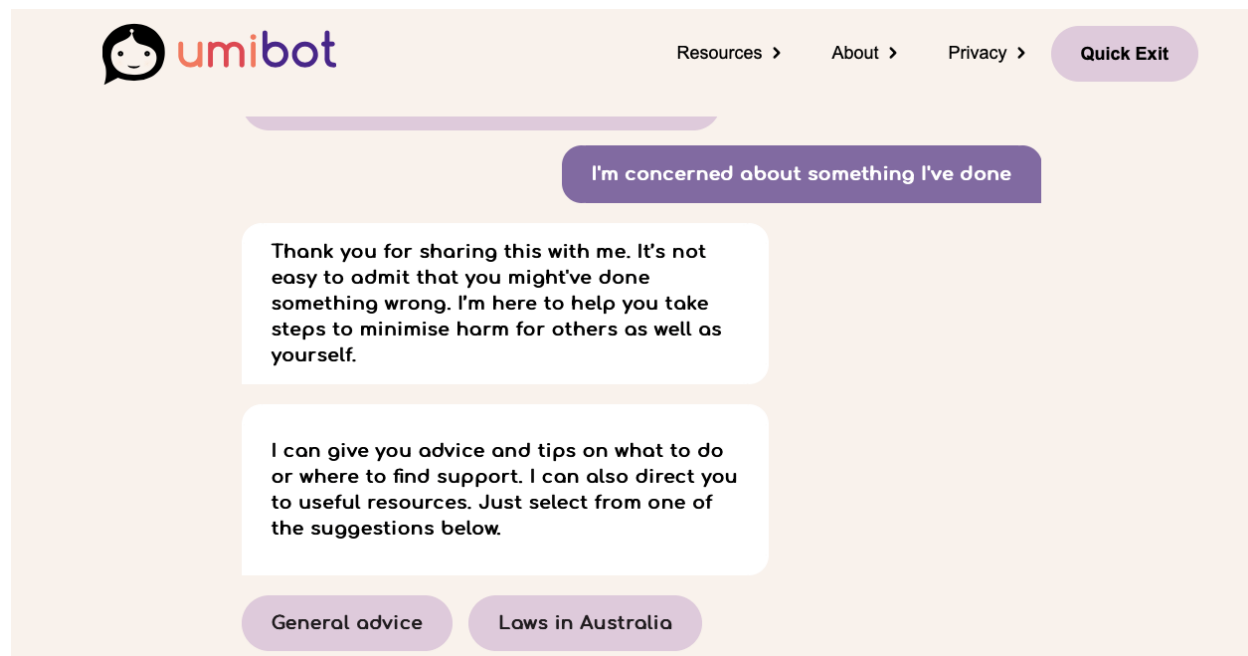 umibot
Resources >
About >
Privacy >
Quick Exit
I'm concerned about something I've done
Thank you for sharing this with me. It's not
easy to admit that you might've done
something wrong. I'm here to help you take
steps to minimise harm for others as well as
yourself.
I can give you advice and tips on what to do
or where to find support. I can also direct you
to useful resources. Just select from one of
the suggestions below.
General advice
Laws in Australia